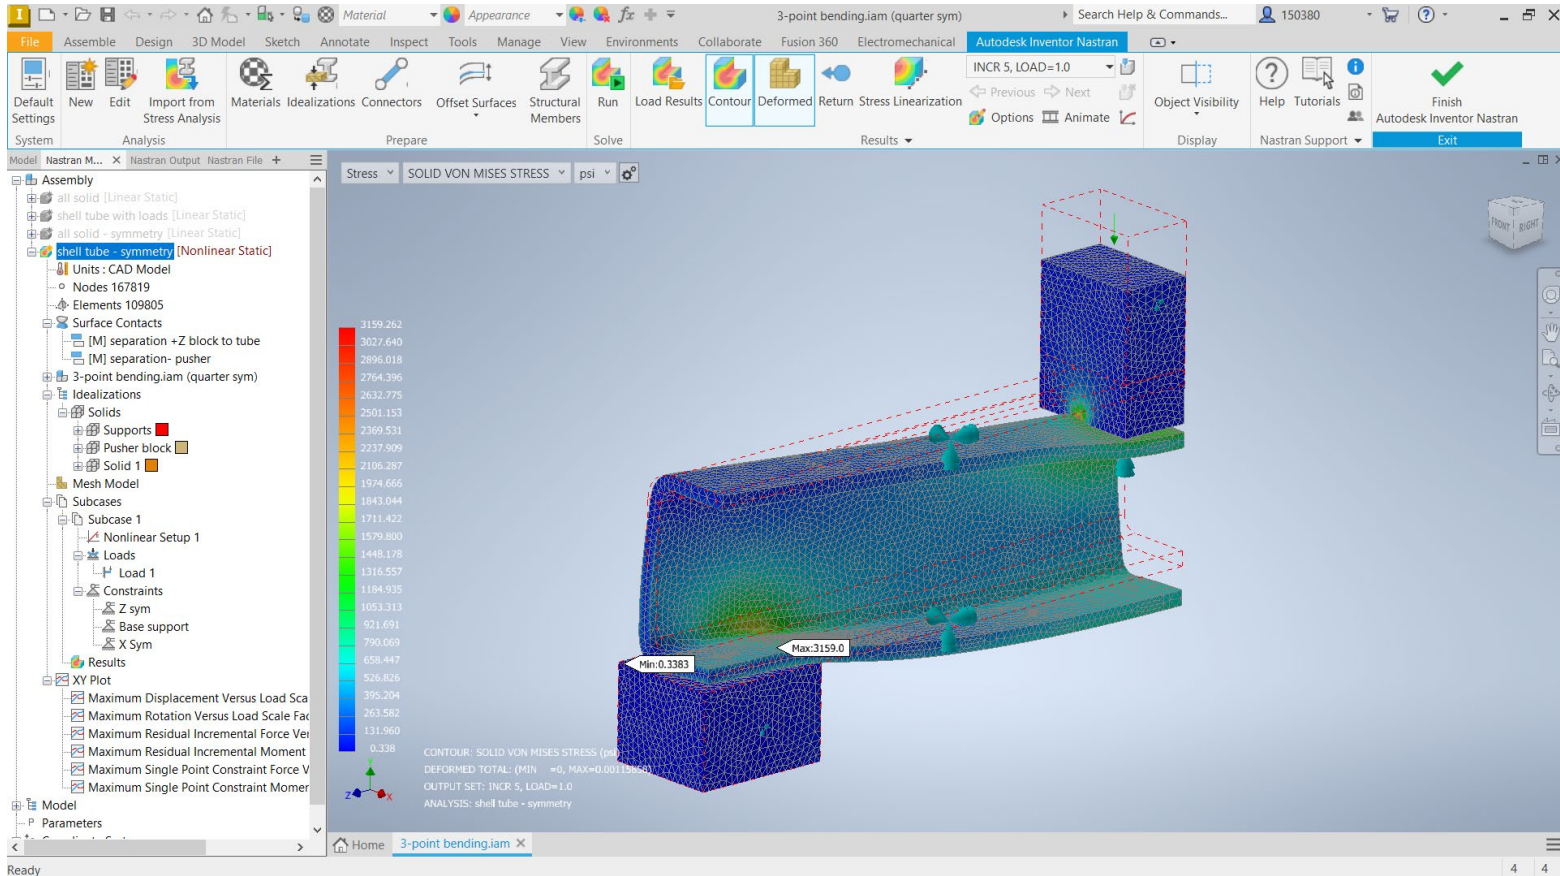 Material
Appearance
3-point bending.iam (quarter sym)
Search Help & Commands...
150380
File Assemble Design 3D Model Sketch Annotate Inspect Tools Manage View Environments Collaborate Fusion 360 Electromechanical Autodesk Inventor Nastran
Default Settings
New
Edit
Import from Stress Analysis
Materials
Idealizations
Connectors
Offset Surfaces
Structural Members
Run
Load Results
Contour
Deformed
Return
Stress Linearization
INCR 5, LOAD=1.0
Previous Next
Options Animate
Object Visibility
Help
Tutorials
Finish
Autodesk Inventor Nastran
System Analysis Prepare Solve Results Display Nastran Support Exit
Model Nastran M... Nastran Output Nastran File
Stress SOLID VON MISES STRESS psi
Assembly
all solid [Linear Static]
shell tube with loads [Linear Static]
all solid - symmetry [Linear Static]
shell tube - symmetry [Nonlinear Static]
Units : CAD Model
Nodes 167819
Elements 109805
Surface Contacts
[M] separation +Z block to tube
[M] separation- pusher
3-point bending.iam (quarter sym)
Idealizations
Solids
Supports
Pusher block
Solid 1
Mesh Model
Subcases
Subcase 1
Nonlinear Setup 1
Loads
Load 1
Constraints
Z sym
Base support
X Sym
Results
XY Plot
Maximum Displacement Versus Load Sca
Maximum Rotation Versus Load Scale Fac
Maximum Residual Incremental Force Ver
Maximum Residual Incremental Moment
Maximum Single Point Constraint Force V
Maximum Single Point Constraint Momer
Model
Parameters
3159.262
3027.640
2896.018
2764.396
2632.775
2501.153
2369.531
2237.909
2106.287
1974.666
1843.044
1711.422
1579.800
1448.178
1316.557
1184.935
1053.313
921.691
790.069
658.447
526.826
395.204
263.582
131.960
0.338
FRONT RIGHT
Max:3159.0
Min:0.3383
CONTOUR: SOLID VON MISES STRESS (psi)
DEFORMED TOTAL: (MIN =0, MAX=0.00115858)
OUTPUT SET: INCR 5, LOAD=1.0
ANALYSIS: shell tube - symmetry
Y
Z X
Home 3-point bending.iam
Ready
4 4